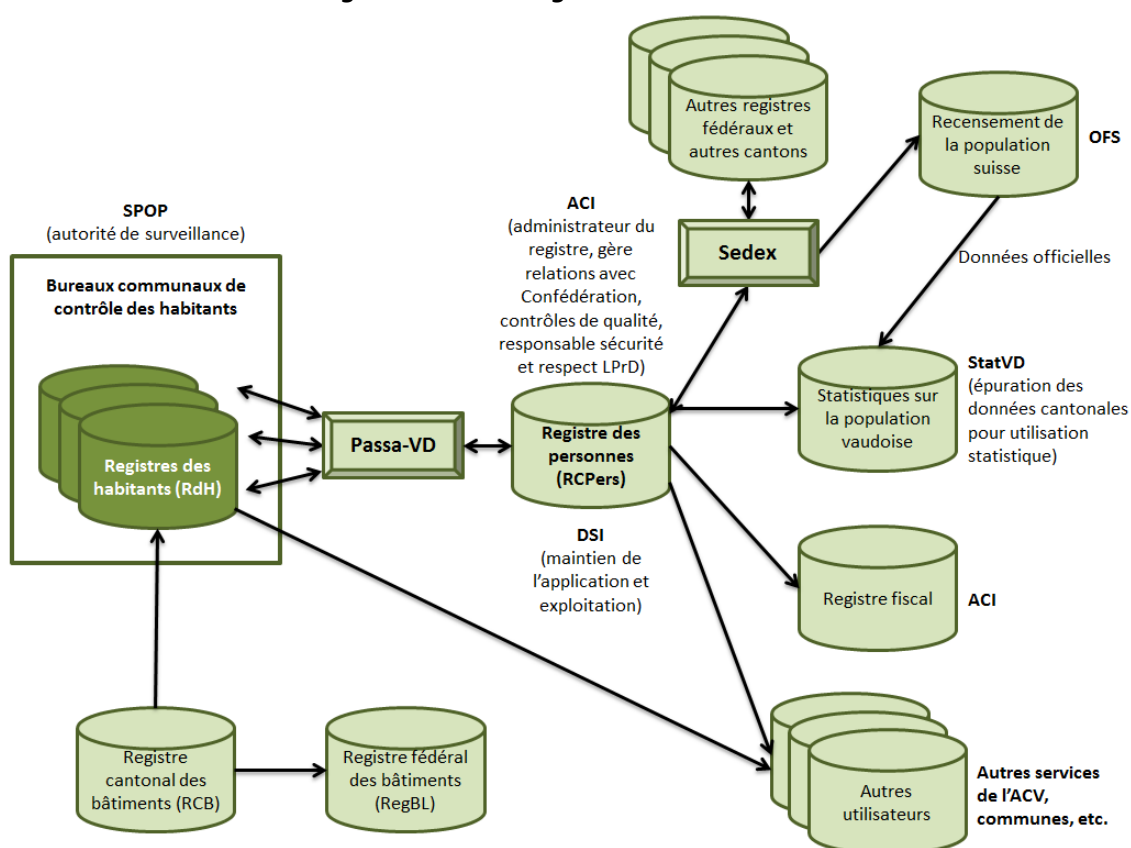 Autres registres
fédéraux et
autres cantons
Recensement de
la population
suisse
OFS
SPOP
(autorité de surveillance)
ACI
(administrateur du
registre, gère
relations avec
Confédération,
contrôles de qualité,
responsable sécurité
et respect LPrD)
Sedex
Données officielles
Bureaux communaux de
contrôle des habitants
Registres des
habitants (RdH)
Passa-VD
Registre des
personnes
(RCPers)
Statistiques sur
la population
vaudoise
StatVD
(épuration des
données cantonales
pour utilisation
statistique)
DSI
(maintien de
l'application et
exploitation)
Registre fiscal
ACI
Registre
cantonal des
bâtiments (RCB)
Registre fédéral
des bâtiments
(RegBL)
Autres
utilisateurs
Autres services
de l'ACV,
communes, etc.